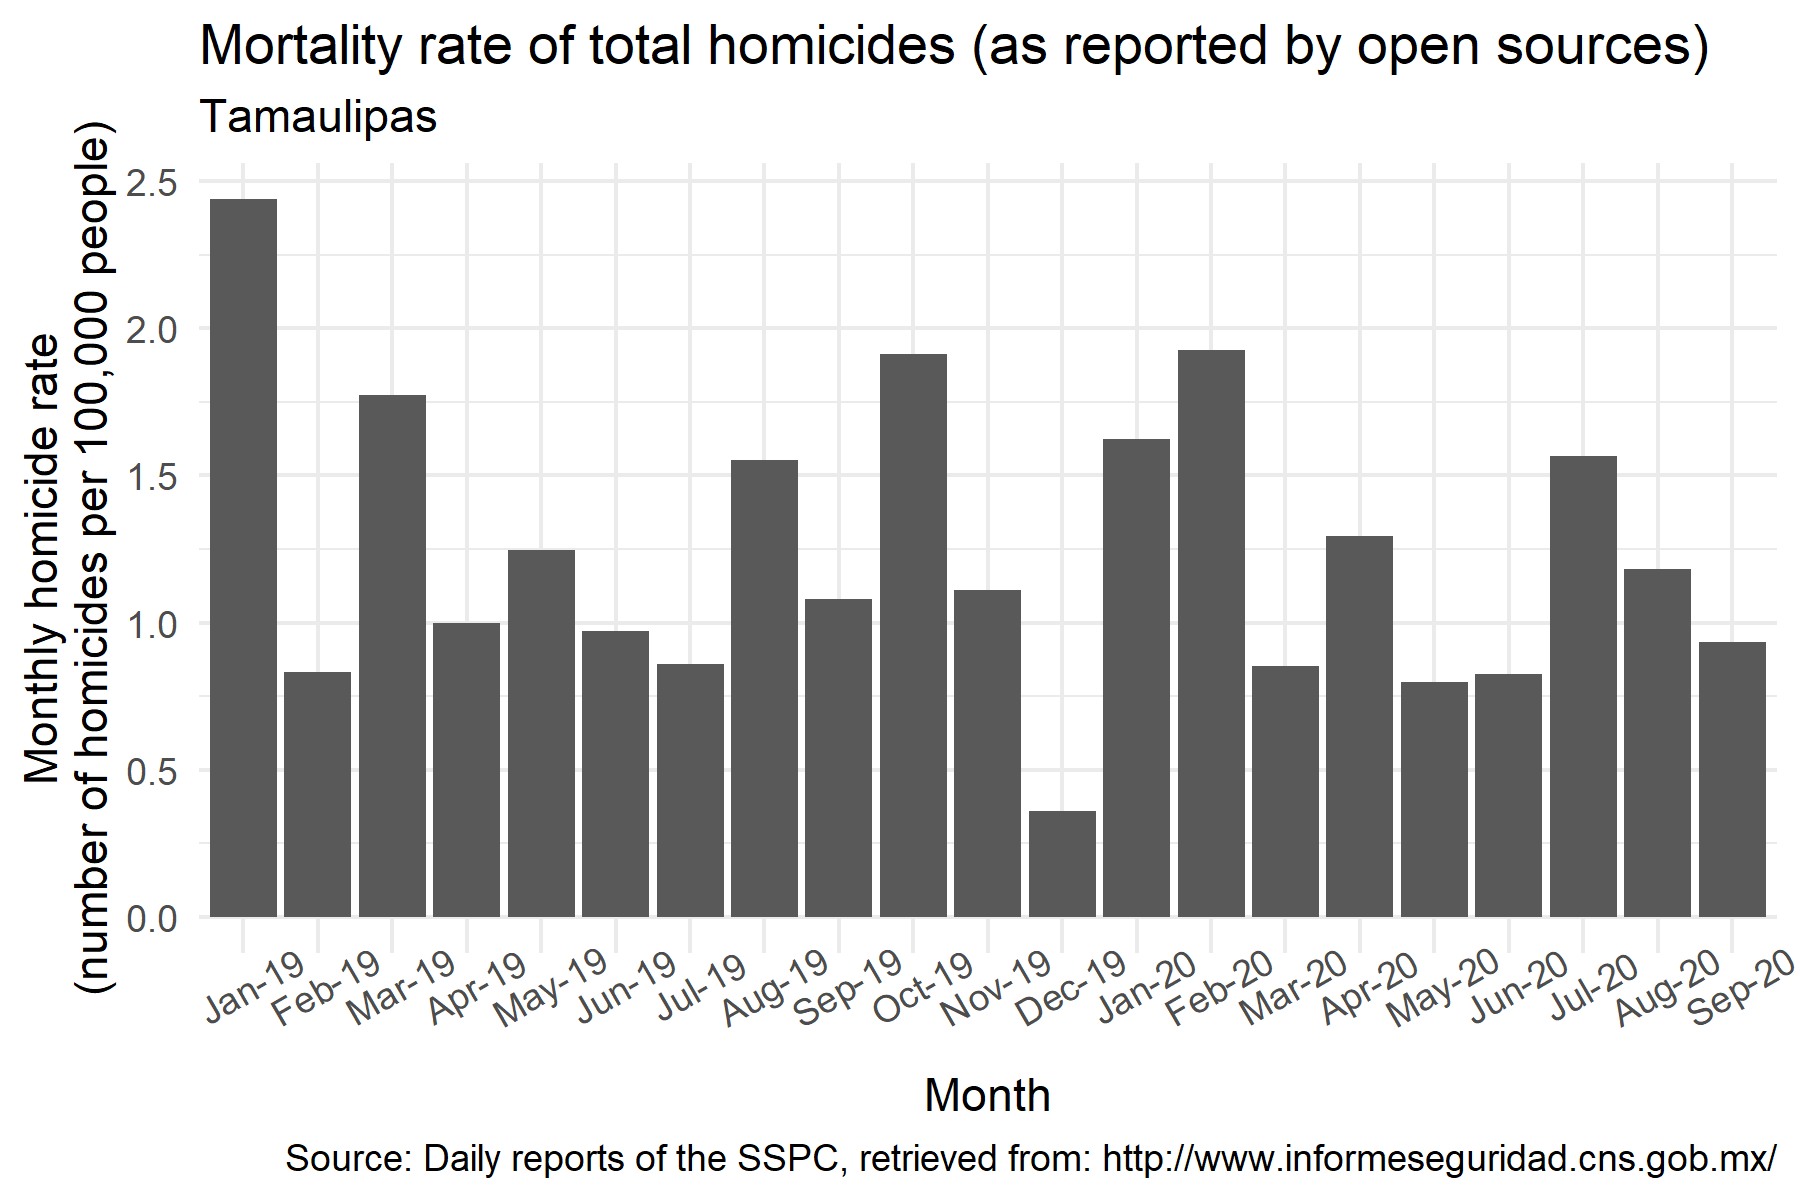 Mortality rate of total homicides (as reported by open sources)
Tamaulipas
Monthly homicide rate
(number of homicides per 100,000 people)
2.5
2.0
1.5
1.0
0.5
0.0
Jan-19
Feb-19
Mar-19
Apr-19
May-19
Jun-19
Jul-19
Aug-19
Sep-19
Oct-19
Nov-19
Dec-19
Jan-20
Feb-20
Mar-20
Apr-20
May-20
Jun-20
Jul-20
Aug-20
Sep-20
Month
Source: Daily reports of the SSPC, retrieved from: http://www.informeseguridad.cns.gob.mx/